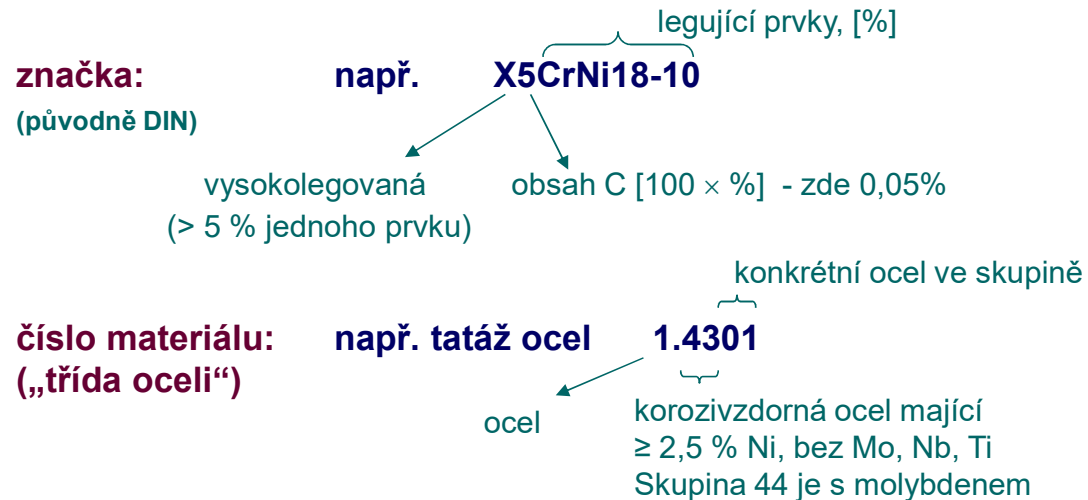 legující prvky, [%]
značka: např. X5CrNi18-10
(původně DIN)
vysokolegovaná obsah C [100 × %] - zde 0,05%
(> 5 % jednoho prvku)
konkrétní ocel ve skupině
číslo materiálu: např. tatáž ocel 1.4301
(„třída oceli“)
ocel
korozivzdorná ocel mající
≥ 2,5 % Ni, bez Mo, Nb, Ti
Skupina 44 je s molybdenem